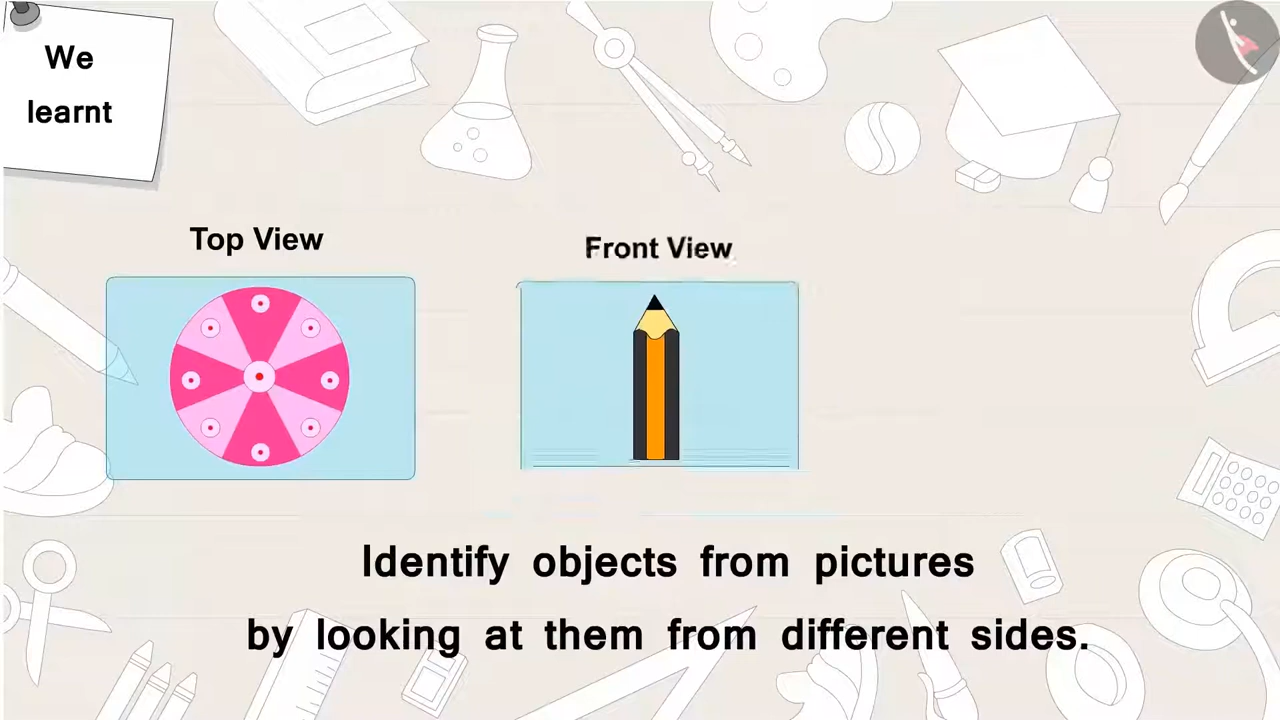 We
learnt
Top View
Front View
Identify objects from pictures
by looking at them from different sides.